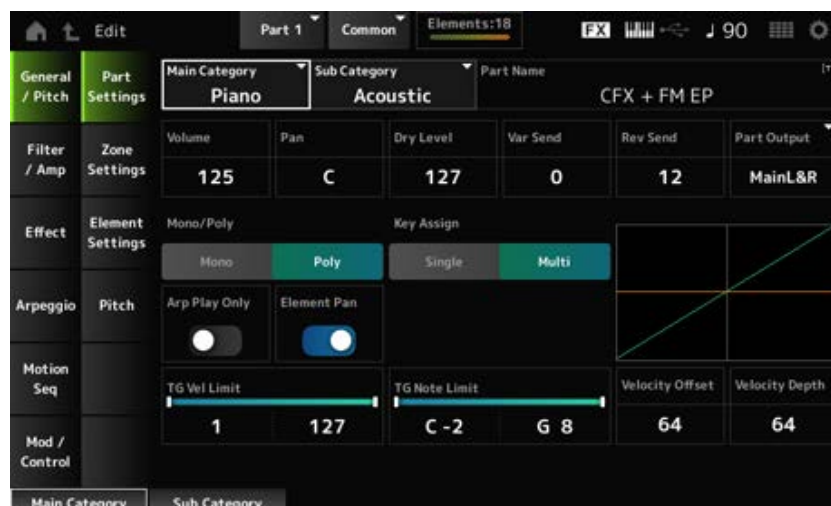 Edit Part 1 Common Elements:18 FX 90
General / Pitch
Part Settings
Main Category Sub Category Part Name
Piano Acoustic CFX + FM EP
Filter / Amp
Zone Settings
Volume Pan Dry Level Var Send Rev Send Part Output
125 C 127 0 12 MainL&R
Effect
Element Settings
Mono/Poly Key Assign
Mono Poly Single Multi
Arpeggio
Pitch
Arp Play Only Element Pan
Motion Seq
TG Vel Limit TG Note Limit Velocity Offset Velocity Depth
1 127 C -2 G 8 64 64
Mod / Control
Main Category Sub Category